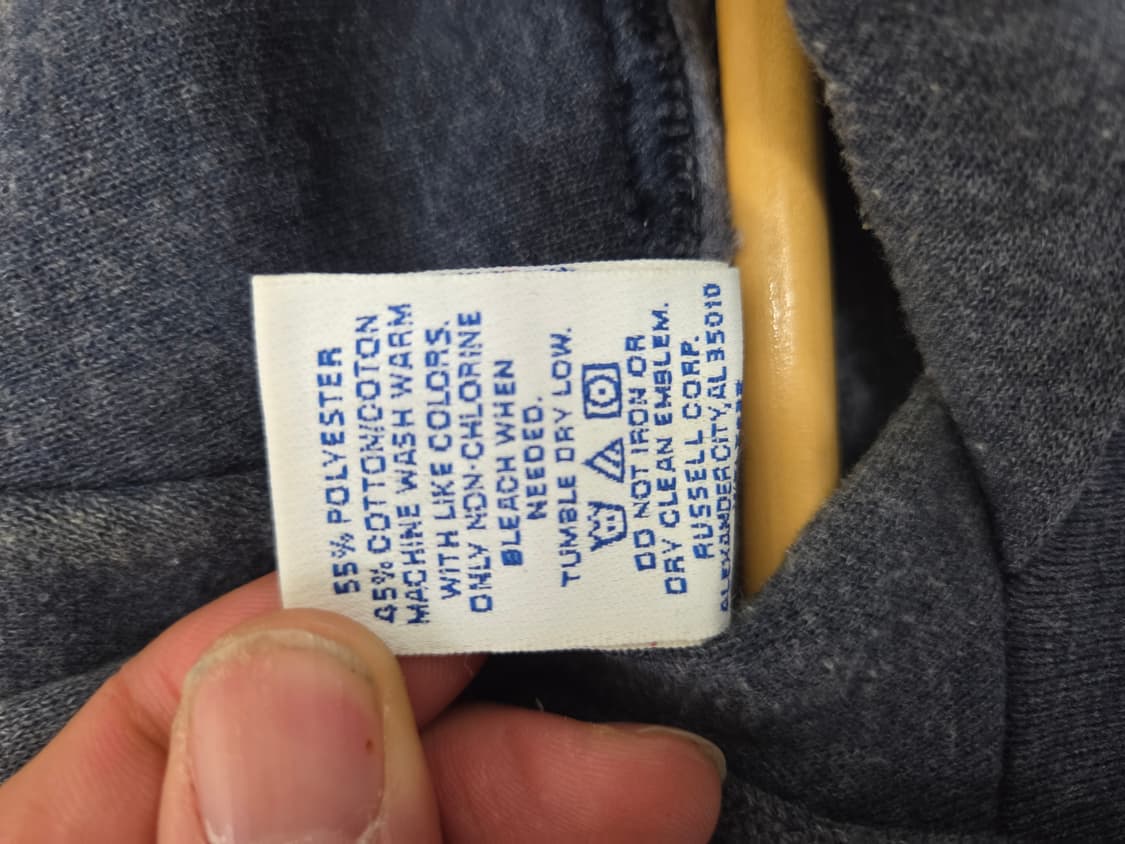 55% POLYESTER
45% COTTON/COTON
MACHINE WASH WARM
WITH LIKE COLORS.
ONLY NON-CHLORINE
BLEACH WHEN
NEEDED.
TUMBLE DRY LOW.
DO NOT IRON OR
DRY CLEAN EMBLEM.
RUSSELL CORP.
ALEXANDER CITY, AL 35010